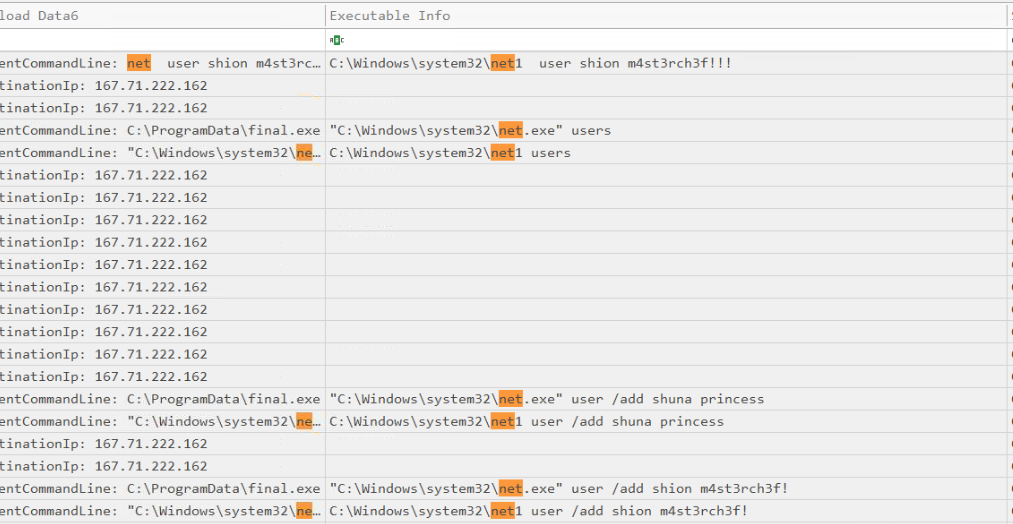 load Data6 Executable Info
entCommandLine: net  user shion m4st3rc… C:\Windows\system32\net1  user shion m4st3rch3f!!!
tinationIp: 167.71.222.162
tinationIp: 167.71.222.162
entCommandLine: C:\ProgramData\final.exe "C:\Windows\system32\net.exe" users
entCommandLine: "C:\Windows\system32\ne… C:\Windows\system32\net1 users
tinationIp: 167.71.222.162
tinationIp: 167.71.222.162
tinationIp: 167.71.222.162
tinationIp: 167.71.222.162
tinationIp: 167.71.222.162
tinationIp: 167.71.222.162
tinationIp: 167.71.222.162
tinationIp: 167.71.222.162
tinationIp: 167.71.222.162
tinationIp: 167.71.222.162
entCommandLine: C:\ProgramData\final.exe "C:\Windows\system32\net.exe" user /add shuna princess
entCommandLine: "C:\Windows\system32\ne… C:\Windows\system32\net1 user /add shuna princess
tinationIp: 167.71.222.162
tinationIp: 167.71.222.162
entCommandLine: C:\ProgramData\final.exe "C:\Windows\system32\net.exe" user /add shion m4st3rch3f!
entCommandLine: "C:\Windows\system32\ne… C:\Windows\system32\net1 user /add shion m4st3rch3f!